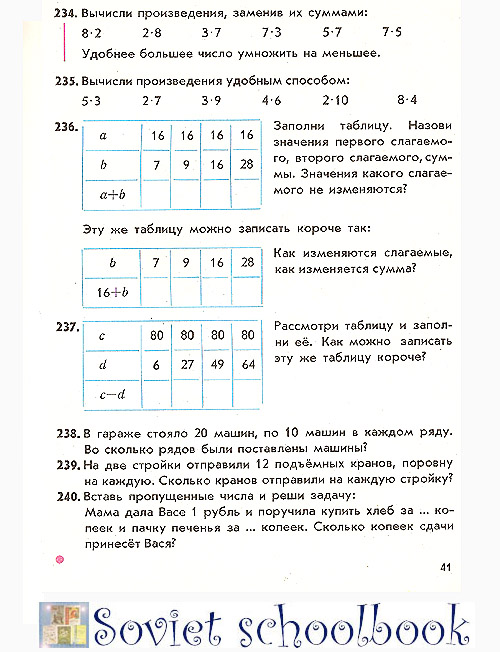 234. Вычисли произведения, заменив их суммами:
8·2 2·8 3·7 7·3 5·7 7·5
Удобнее большее число умножить на меньшее.
235. Вычисли произведения удобным способом:
5·3 2·7 3·9 4·6 2·10 8·4
236.
a 16 16 16 16
b 7 9 16 28
a+b
Заполни таблицу. Назови
значения первого слагаемо-
го, второго слагаемого, сум-
мы. Значения какого слагае-
мого не изменяются?
Эту же таблицу можно записать короче так:
b 7 9 16 28
16+b
Как изменяются слагаемые,
как изменяется сумма?
237.
c 80 80 80 80
d 6 27 49 64
c−d
Рассмотри таблицу и запол-
ни её. Как можно записать
эту же таблицу короче?
238. В гараже стояло 20 машин, по 10 машин в каждом ряду.
Во сколько рядов были поставлены машины?
239. На две стройки отправили 12 подъёмных кранов, поровну
на каждую. Сколько кранов отправили на каждую стройку?
240. Вставь пропущенные числа и реши задачу:
Мама дала Васе 1 рубль и поручила купить хлеб за ... ко-
пеек и пачку печенья за ... копеек. Сколько копеек сдачи
принесёт Вася?
41
Soviet schoolbook